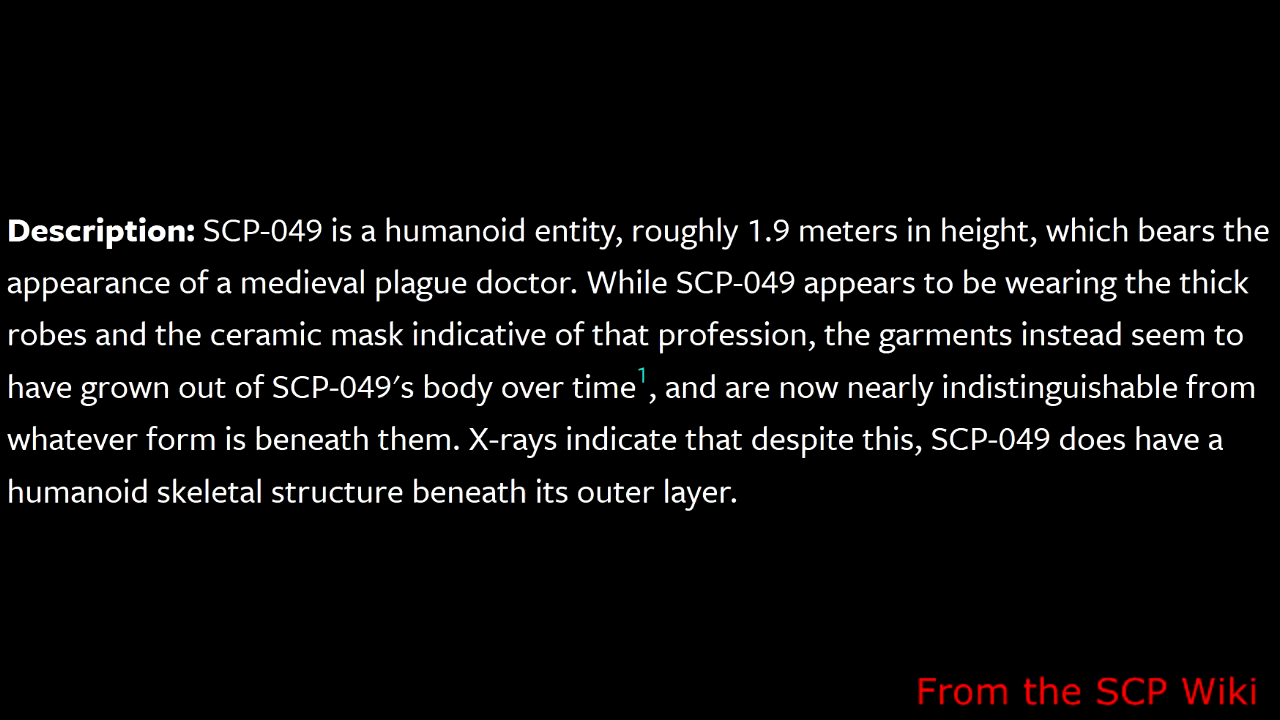 Description: SCP-049 is a humanoid entity, roughly 1.9 meters in height, which bears the
appearance of a medieval plague doctor. While SCP-049 appears to be wearing the thick
robes and the ceramic mask indicative of that profession, the garments instead seem to
have grown out of SCP-049's body over time1, and are now nearly indistinguishable from
whatever form is beneath them. X-rays indicate that despite this, SCP-049 does have a
humanoid skeletal structure beneath its outer layer.
From the SCP Wiki